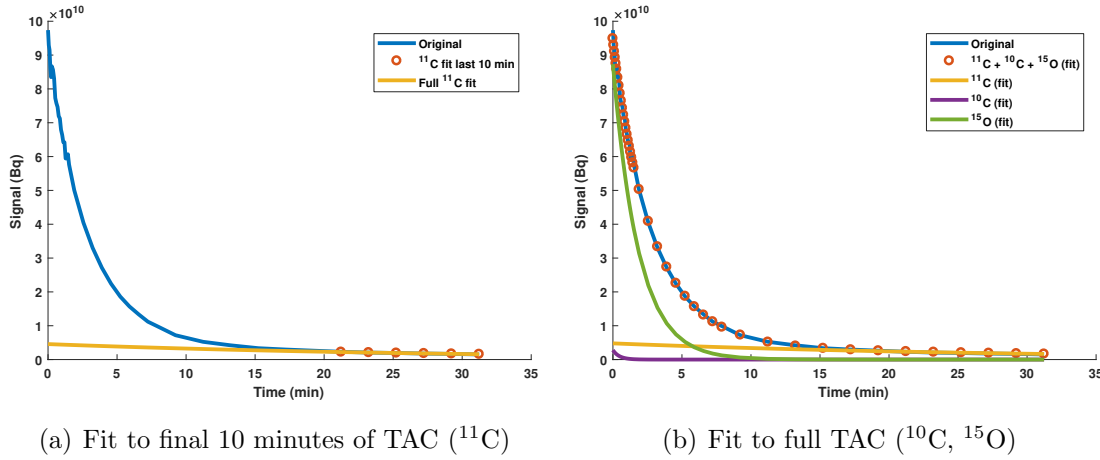 ×10¹⁰
10
9
8
7
6
5
4
3
2
1
0
Signal (Bq)
0 5 10 15 20 25 30 35
Time (min)
Original
¹¹C fit last 10 min
Full ¹¹C fit
(a) Fit to final 10 minutes of TAC (¹¹C)
×10¹⁰
10
9
8
7
6
5
4
3
2
1
0
Signal (Bq)
0 5 10 15 20 25 30 35
Time (min)
Original
¹¹C + ¹⁰C + ¹⁵O (fit)
¹¹C (fit)
¹⁰C (fit)
¹⁵O (fit)
(b) Fit to full TAC (¹⁰C, ¹⁵O)